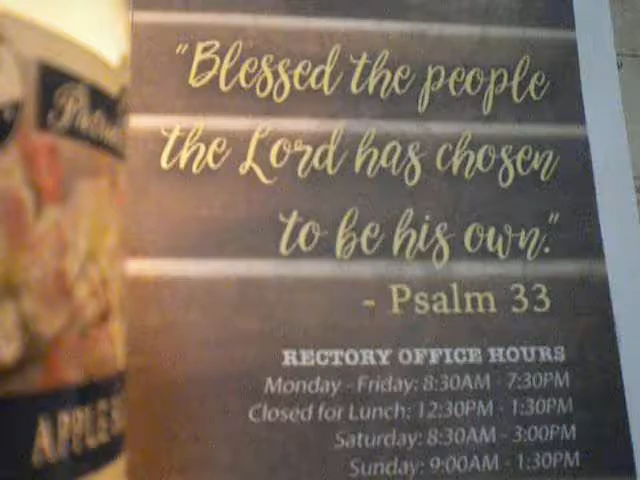 "Blessed the people
the Lord has chosen
to be his own."
- Psalm 33
RECTORY OFFICE HOURS
Monday - Friday: 8:30AM - 7:30PM
Closed for Lunch: 12:30PM - 1:30PM
Saturday: 8:30AM - 3:00PM
Sunday: 9:00AM - 1:30PM